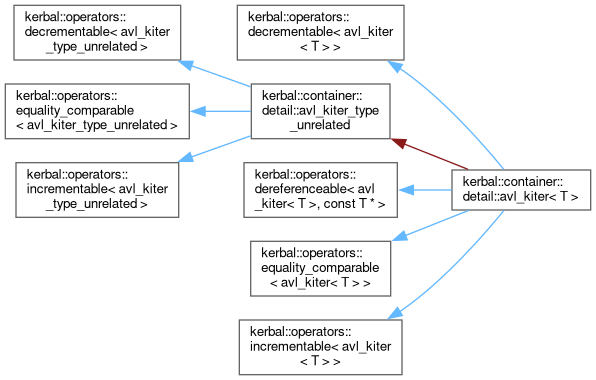 kerbal::operators::
decrementable< avl_kiter
_type_unrelated >
kerbal::operators::
decrementable< avl_kiter
< T > >
kerbal::operators::
equality_comparable
< avl_kiter_type_unrelated >
kerbal::container::
detail::avl_kiter_type
_unrelated
kerbal::operators::
incrementable< avl_kiter
_type_unrelated >
kerbal::operators::
dereferenceable< avl
_kiter< T >, const T * >
kerbal::container::
detail::avl_kiter< T >
kerbal::operators::
equality_comparable
< avl_kiter< T > >
kerbal::operators::
incrementable< avl_kiter
< T > >